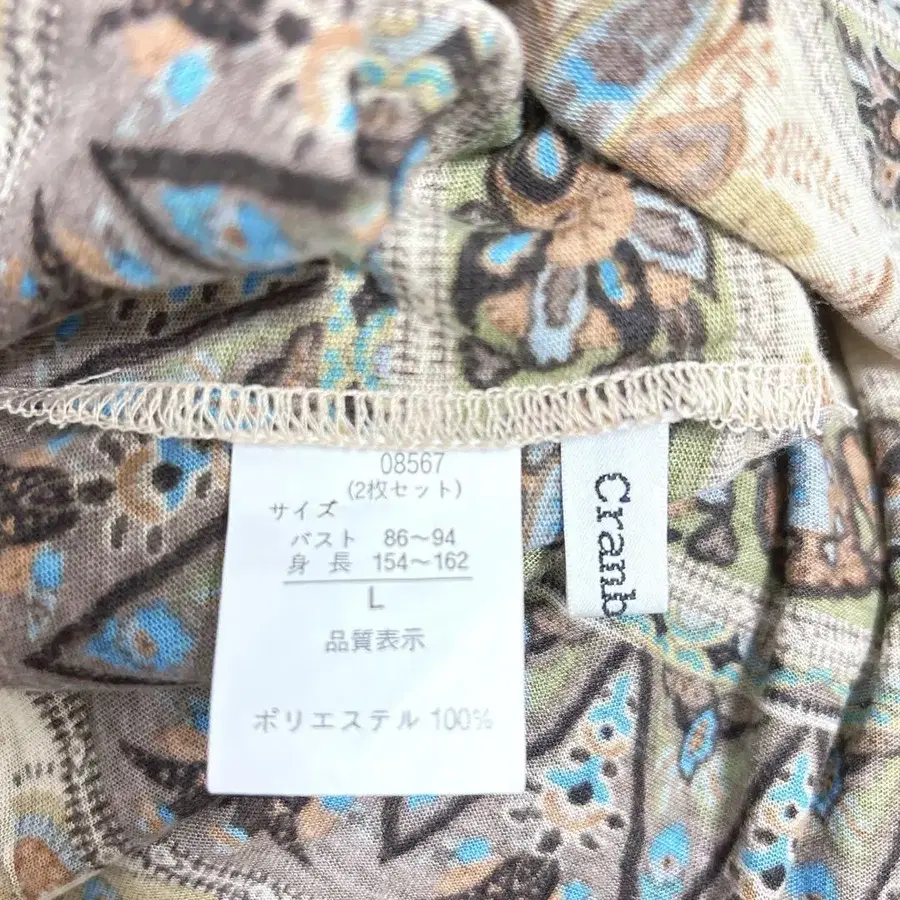 08567
(2枚セット)
サイズ
バスト 86～94
身長 154～162
L
品質表示
ポリエステル 100%
Cramb